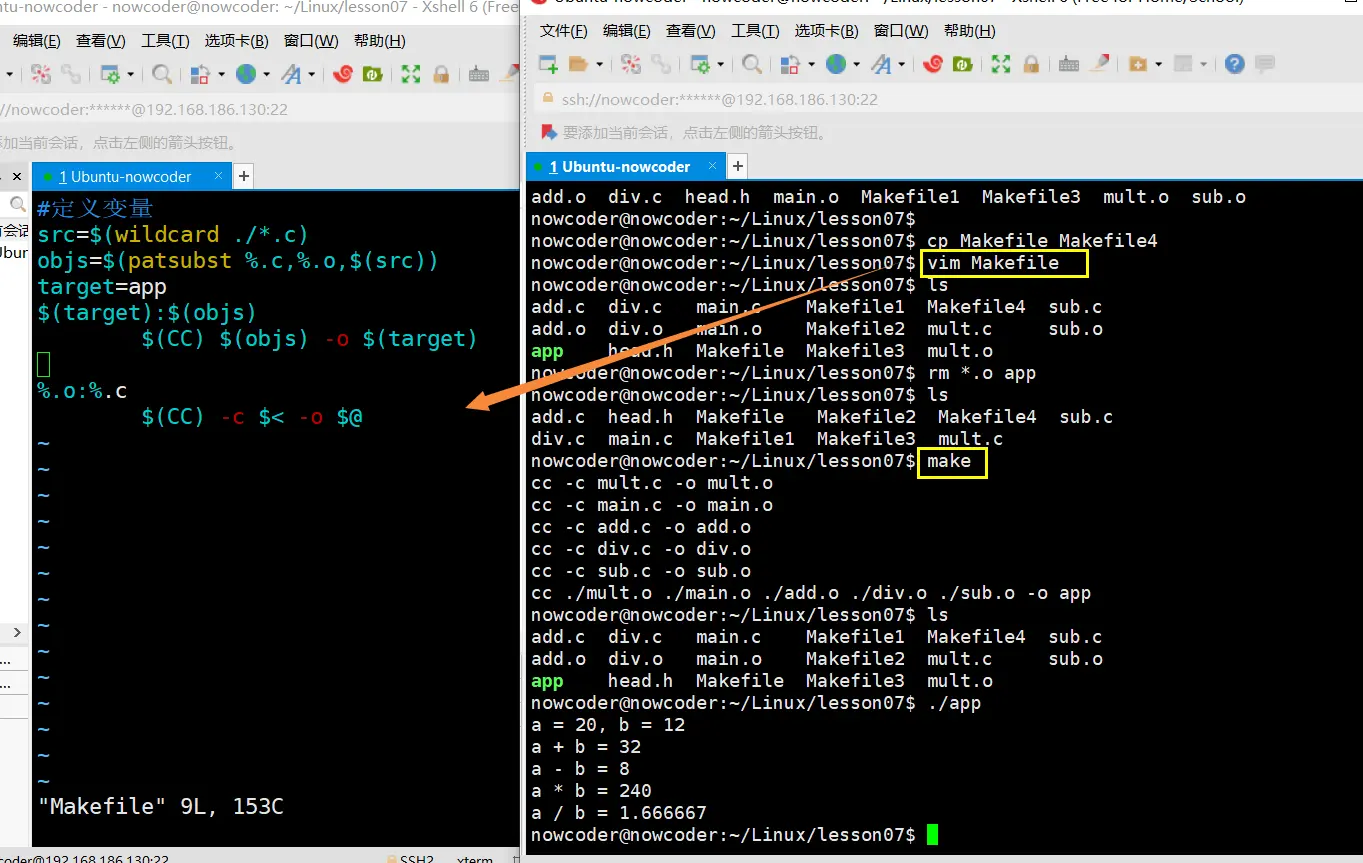 ntu-nowcoder - nowcoder@nowcoder: ~/Linux/lesson07 - Xshell 6 (Free
编辑(E) 查看(V) 工具(T) 选项卡(B) 窗口(W) 帮助(H)
//nowcoder:******@192.168.186.130:22
添加当前会话，点击左侧的箭头按钮。
1 Ubuntu-nowcoder × +
#定义变量
src=$(wildcard ./*.c)
objs=$(patsubst %.c,%.o,$(src))
target=app
$(target):$(objs)
$(CC) $(objs) -o $(target)
%.o:%.c
$(CC) -c $< -o $@
~
~
~
~
~
~
~
~
~
~
~
~
~
~
"Makefile" 9L, 153C
coder@192.168.186.130:22 SSH2 xterm
文件(F) 编辑(E) 查看(V) 工具(T) 选项卡(B) 窗口(W) 帮助(H)
ssh://nowcoder:******@192.168.186.130:22
要添加当前会话，点击左侧的箭头按钮。
1 Ubuntu-nowcoder × +
add.o div.c head.h main.o Makefile1 Makefile3 mult.o sub.o
nowcoder@nowcoder:~/Linux/lesson07$
nowcoder@nowcoder:~/Linux/lesson07$ cp Makefile Makefile4
nowcoder@nowcoder:~/Linux/lesson07$ vim Makefile
nowcoder@nowcoder:~/Linux/lesson07$ ls
add.c div.c main.c Makefile1 Makefile4 sub.c
add.o div.o main.o Makefile2 mult.c sub.o
app head.h Makefile Makefile3 mult.o
nowcoder@nowcoder:~/Linux/lesson07$ rm *.o app
nowcoder@nowcoder:~/Linux/lesson07$ ls
add.c head.h Makefile Makefile2 Makefile4 sub.c
div.c main.c Makefile1 Makefile3 mult.c
nowcoder@nowcoder:~/Linux/lesson07$ make
cc -c mult.c -o mult.o
cc -c main.c -o main.o
cc -c add.c -o add.o
cc -c div.c -o div.o
cc -c sub.c -o sub.o
cc ./mult.o ./main.o ./add.o ./div.o ./sub.o -o app
nowcoder@nowcoder:~/Linux/lesson07$ ls
add.c div.c main.c Makefile1 Makefile4 sub.c
add.o div.o main.o Makefile2 mult.c sub.o
app head.h Makefile Makefile3 mult.o
nowcoder@nowcoder:~/Linux/lesson07$ ./app
a = 20, b = 12
a + b = 32
a - b = 8
a * b = 240
a / b = 1.666667
nowcoder@nowcoder:~/Linux/lesson07$